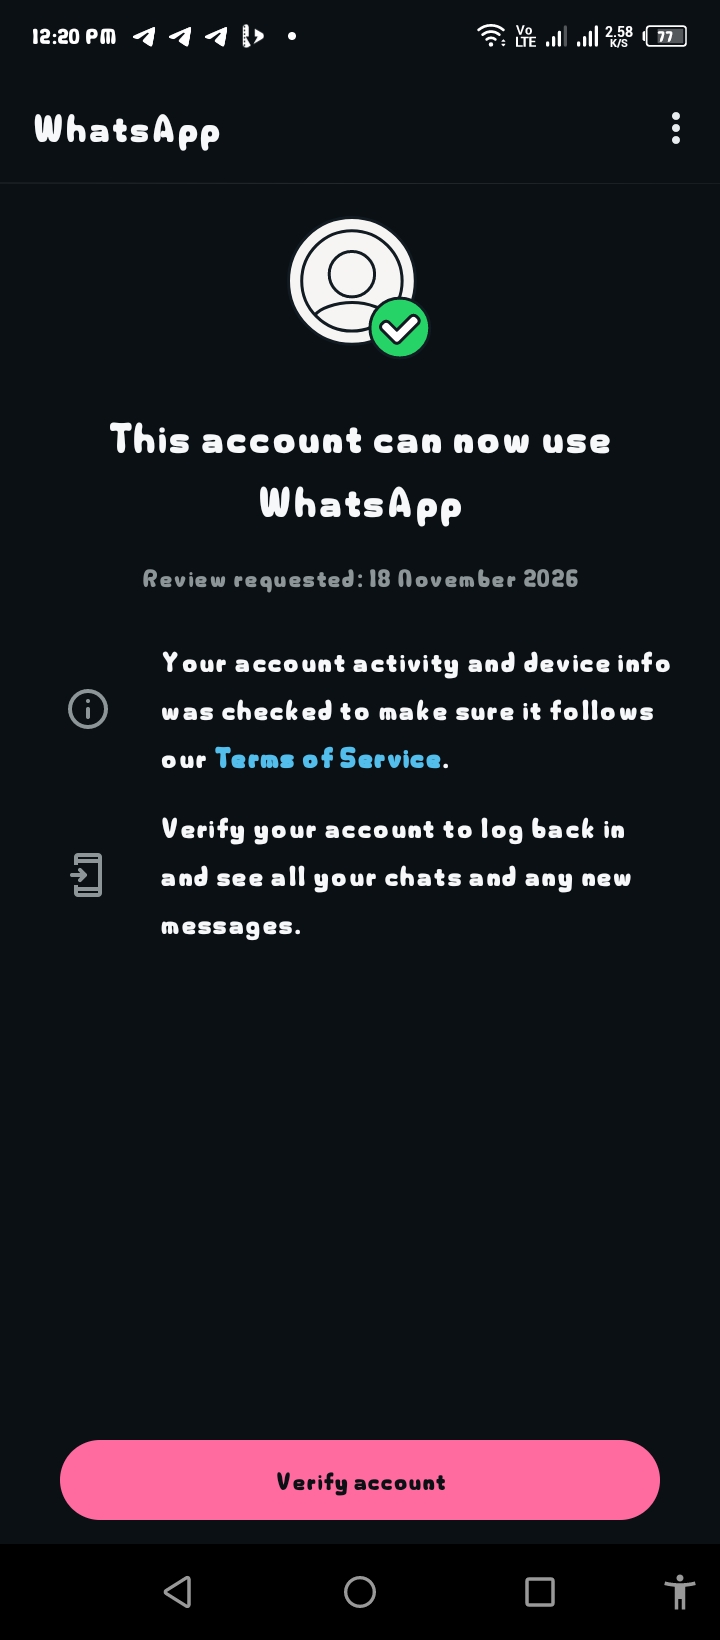 12:20 PM Vo LTE 2.58 K/S 77
WhatsApp
This account can now use
WhatsApp
Review requested: 18 November 2026
Your account activity and device info
was checked to make sure it follows
our Terms of Service.
Verify your account to log back in
and see all your chats and any new
messages.
Verify account